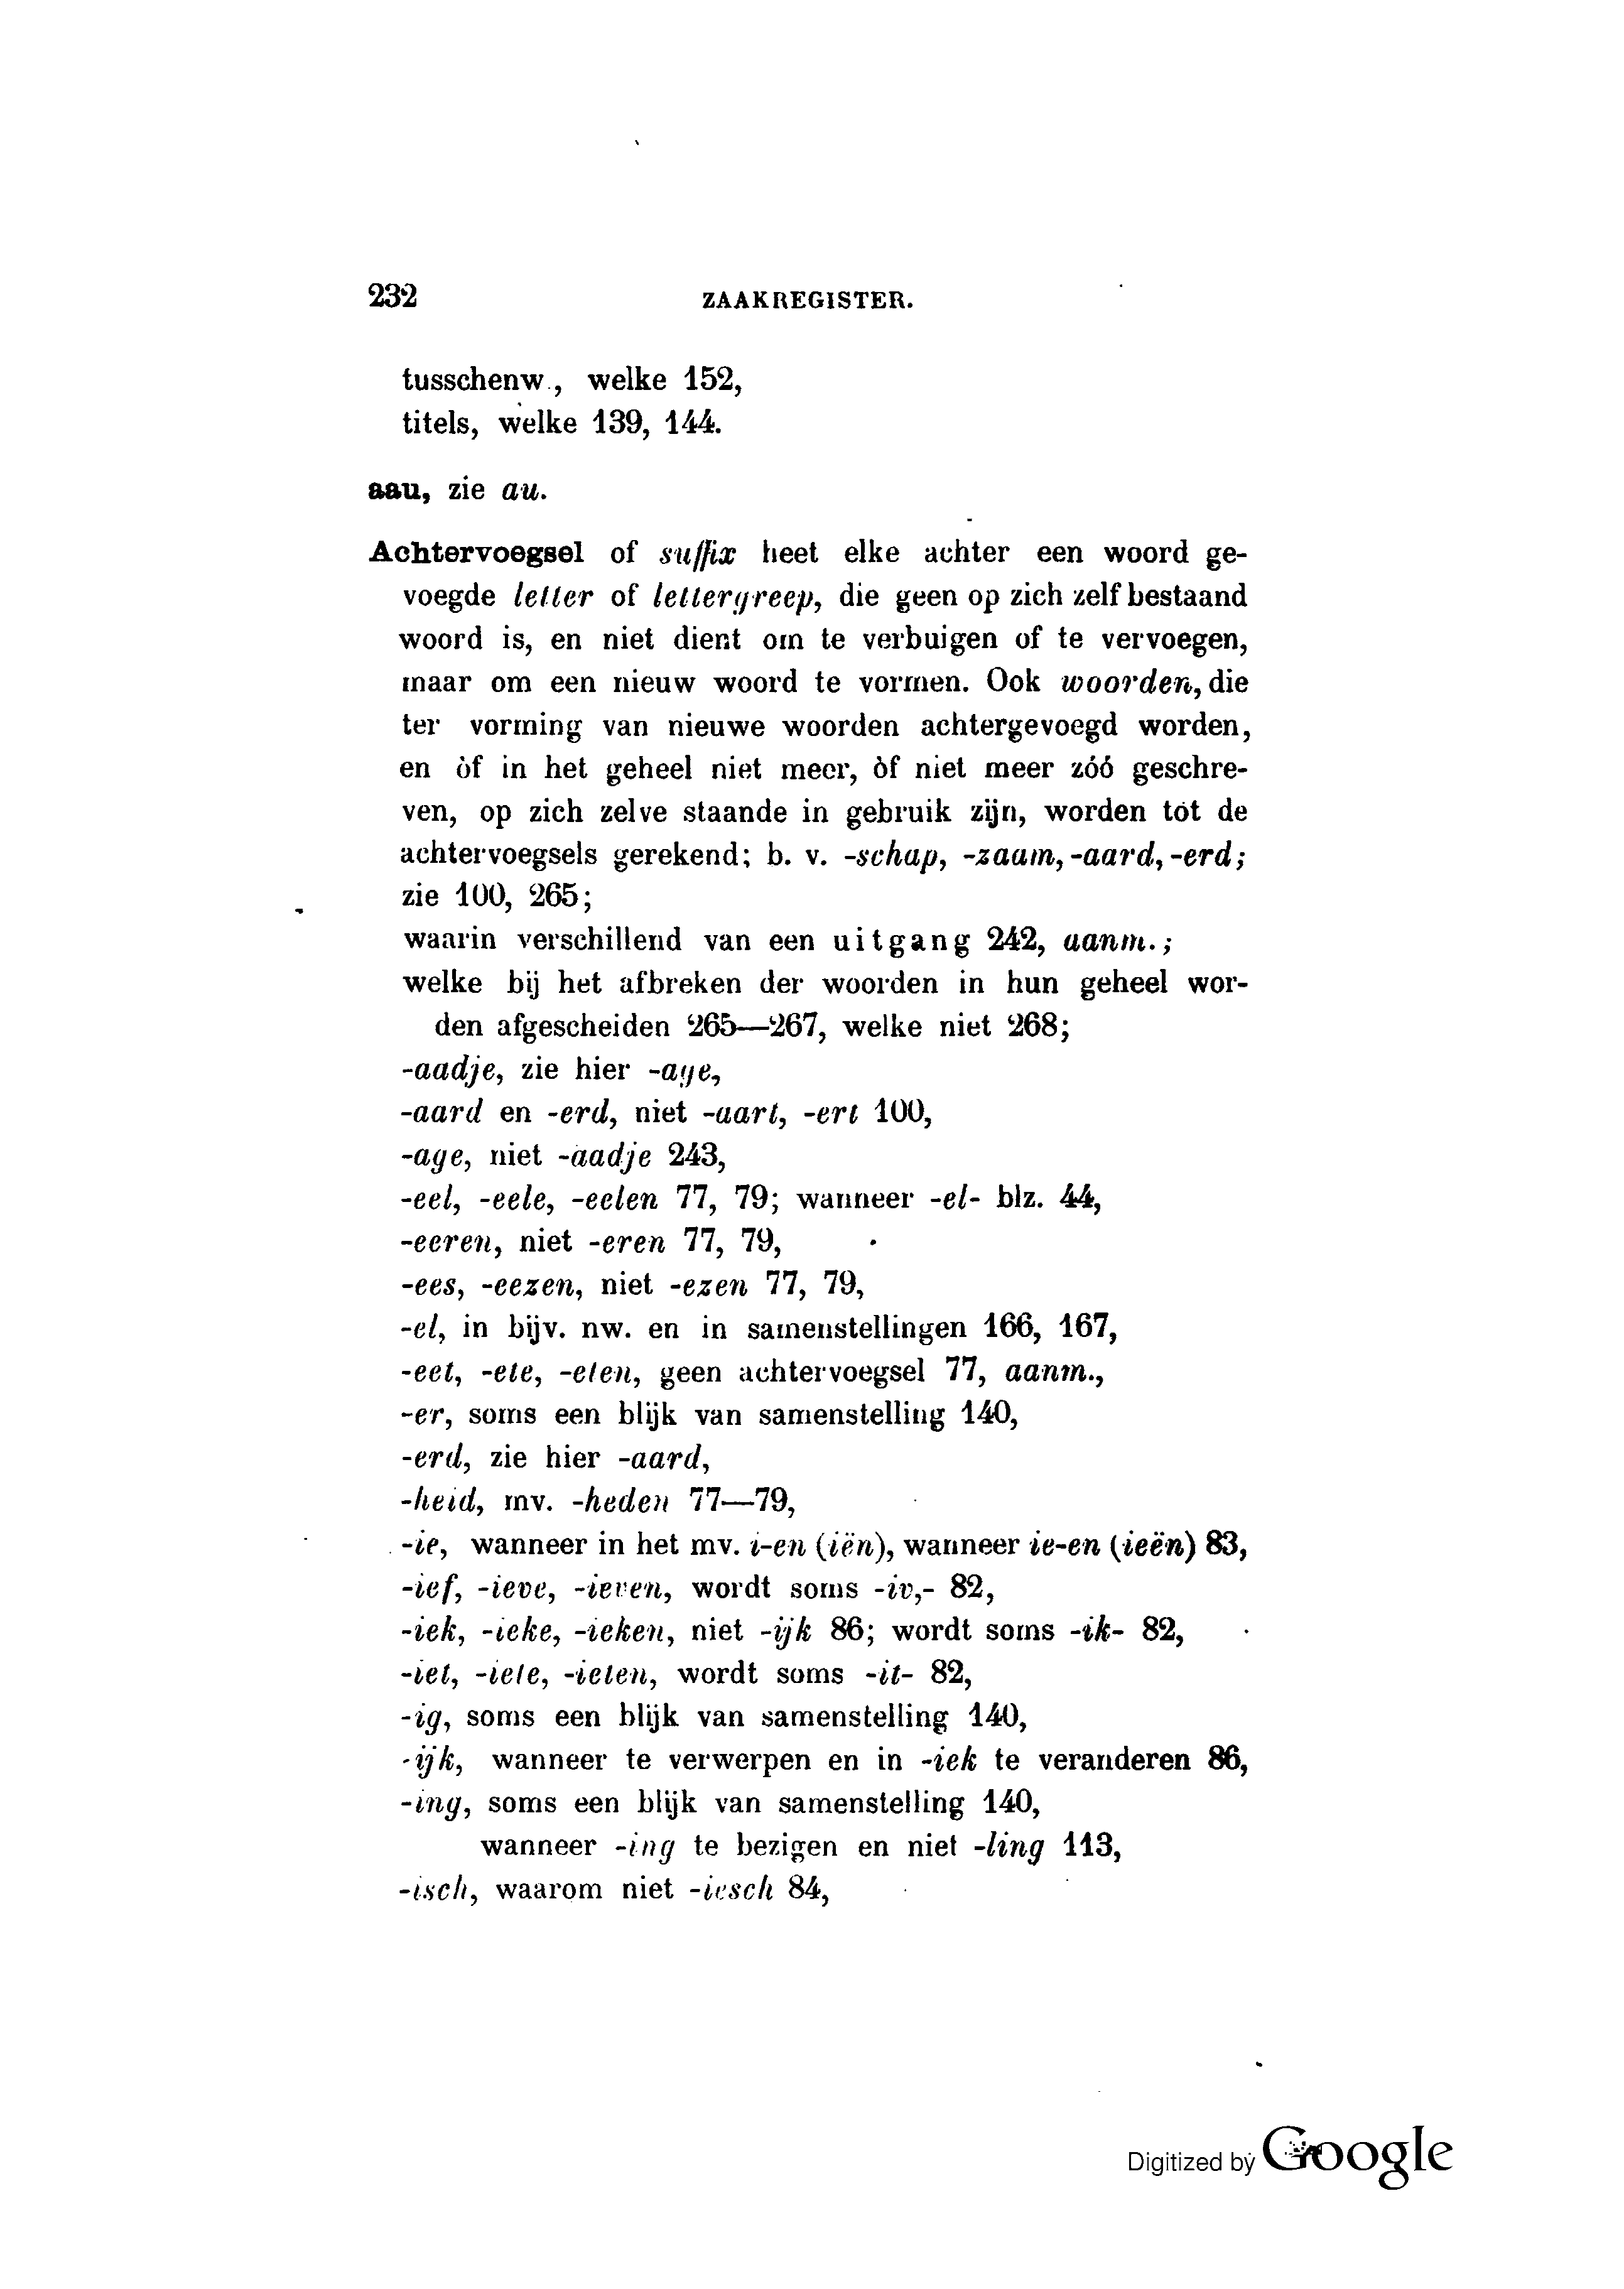 232 ZAAKREGISTER.
tusschenw., welke 152,
titels, welke 139, 144.
aau, zie au.
Achtervoegsel of suffix heet elke achter een woord ge-
voegde letter of lettergreep, die geen op zich zelf bestaand
woord is, en niet dient om te verbuigen of te vervoegen,
maar om een nieuw woord te vormen. Ook woorden, die
ter vorming van nieuwe woorden achtergevoegd worden,
en òf in het geheel niet meer, òf niet meer zóó geschre-
ven, op zich zelve staande in gebruik zijn, worden tot de
achtervoegsels gerekend; b. v. -schap, -zaam, -aard, -erd;
zie 100, 265;
waarin verschillend van een uitgang 242, aanm.;
welke bij het afbreken der woorden in hun geheel wor-
den afgescheiden 265—267, welke niet 268;
-aadje, zie hier -age,
-aard en -erd, niet -aart, -ert 100,
-age, niet -aadje 243,
-eel, -eele, -eelen 77, 79; wanneer -el- blz. 44,
-eeren, niet -eren 77, 79,
-ees, -eezen, niet -ezen 77, 79,
-el, in bijv. nw. en in samenstellingen 166, 167,
-eet, -ete, -eten, geen achtervoegsel 77, aanm.,
-er, soms een blijk van samenstelling 140,
-erd, zie hier -aard,
-heid, mv. -heden 77—79,
-ie, wanneer in het mv. i-en (iën), wanneer ie-en (ieën) 83,
-ief, -ieve, -ieven, wordt soms -iv,- 82,
-iek, -ieke, -ieken, niet -ijk 86; wordt soms -ik- 82,
-iet, -iete, -ieten, wordt soms -it- 82,
-ig, soms een blijk van samenstelling 140,
-ijk, wanneer te verwerpen en in -iek te veranderen 86,
-ing, soms een blijk van samenstelling 140,
wanneer -ing te bezigen en niet -ling 113,
-isch, waarom niet -iesch 84,
Digitized by Google